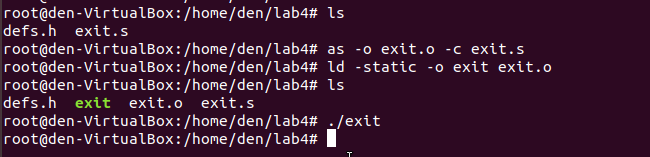 root@den-VirtualBox:/home/den/lab4# ls
defs.h  exit.s
root@den-VirtualBox:/home/den/lab4# as -o exit.o -c exit.s
root@den-VirtualBox:/home/den/lab4# ld -static -o exit exit.o
root@den-VirtualBox:/home/den/lab4# ls
defs.h  exit  exit.o  exit.s
root@den-VirtualBox:/home/den/lab4# ./exit
root@den-VirtualBox:/home/den/lab4#